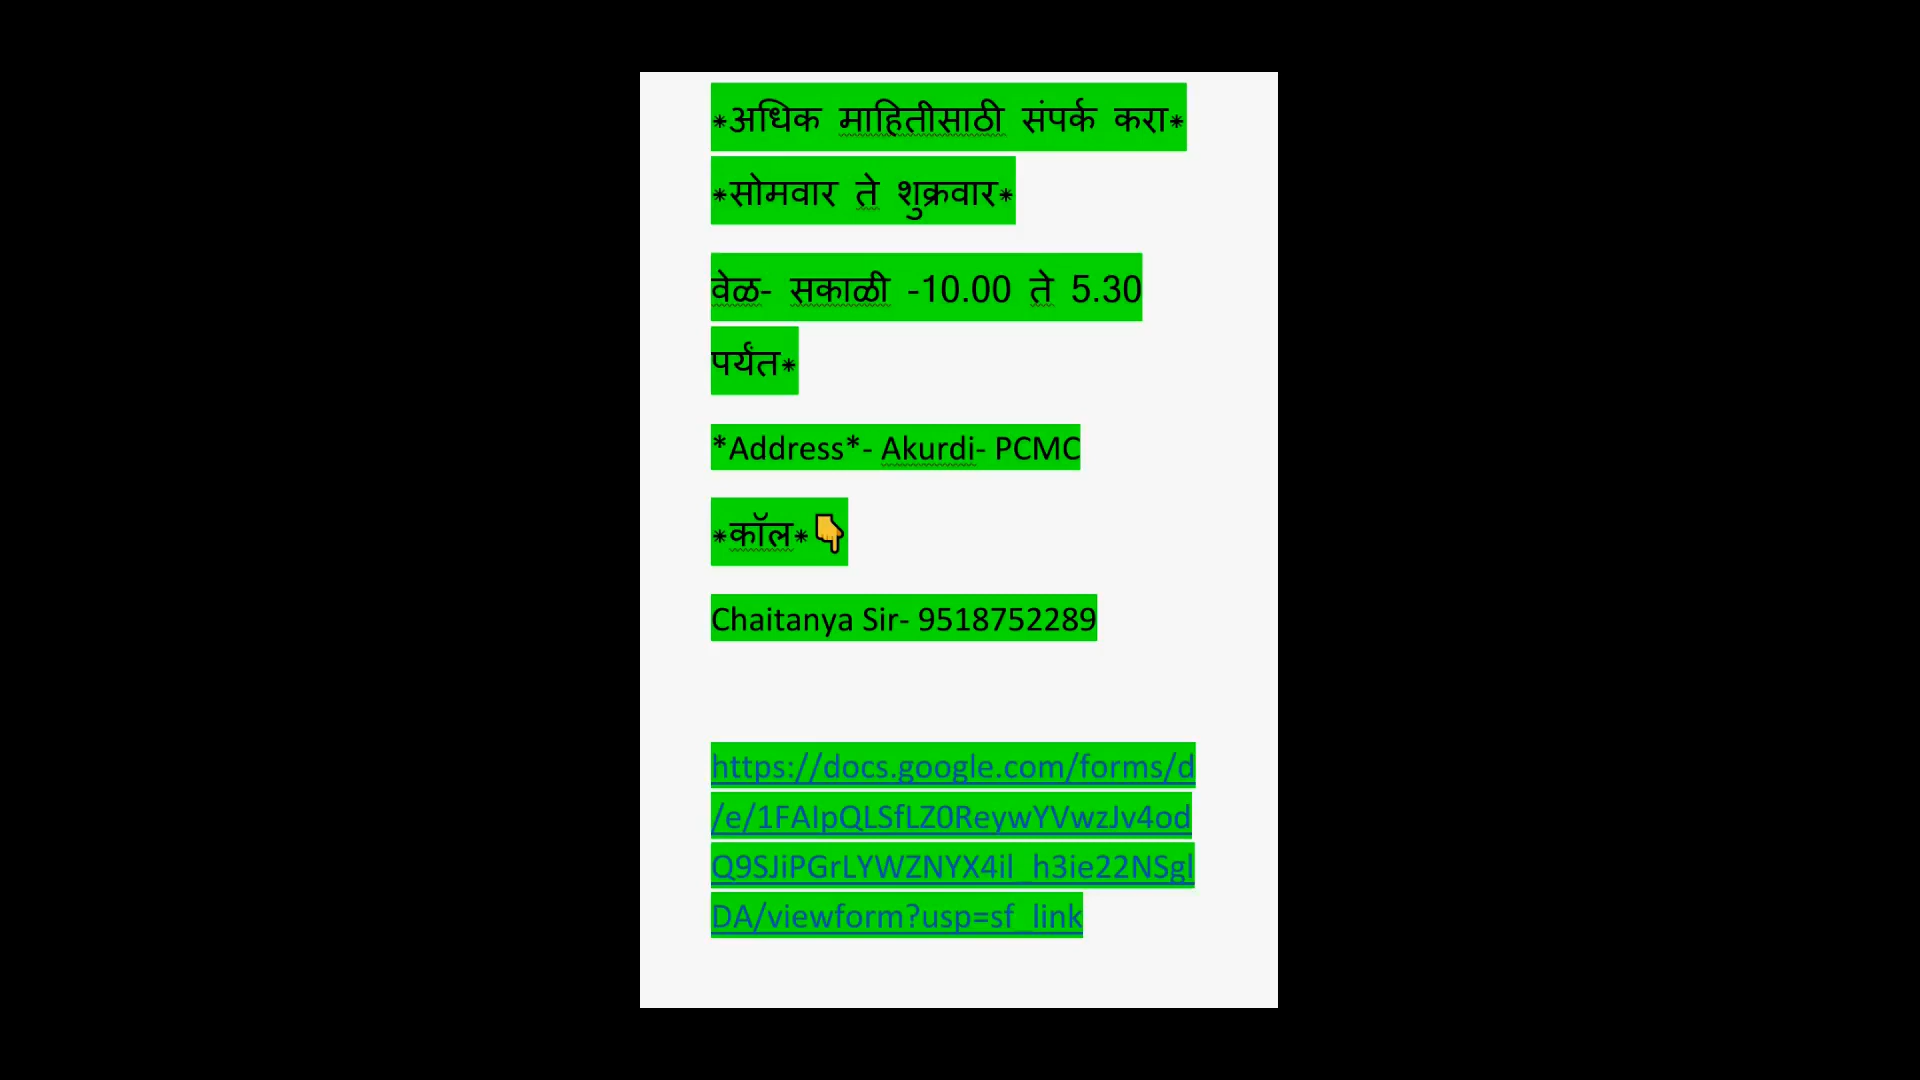 *अधिक माहितीसाठी संपर्क करा*
*सोमवार ते शुक्रवार*
वेळ- सकाळी -10.00 ते 5.30
पर्यंत*
*Address*- Akurdi- PCMC
*कॉल*👇
Chaitanya Sir- 9518752289
https://docs.google.com/forms/d
/e/1FAIpQLSfLZ0ReywYVwzJv4od
Q9SJiPGrLYWZNYX4il_h3ie22NSgl
DA/viewform?usp=sf_link